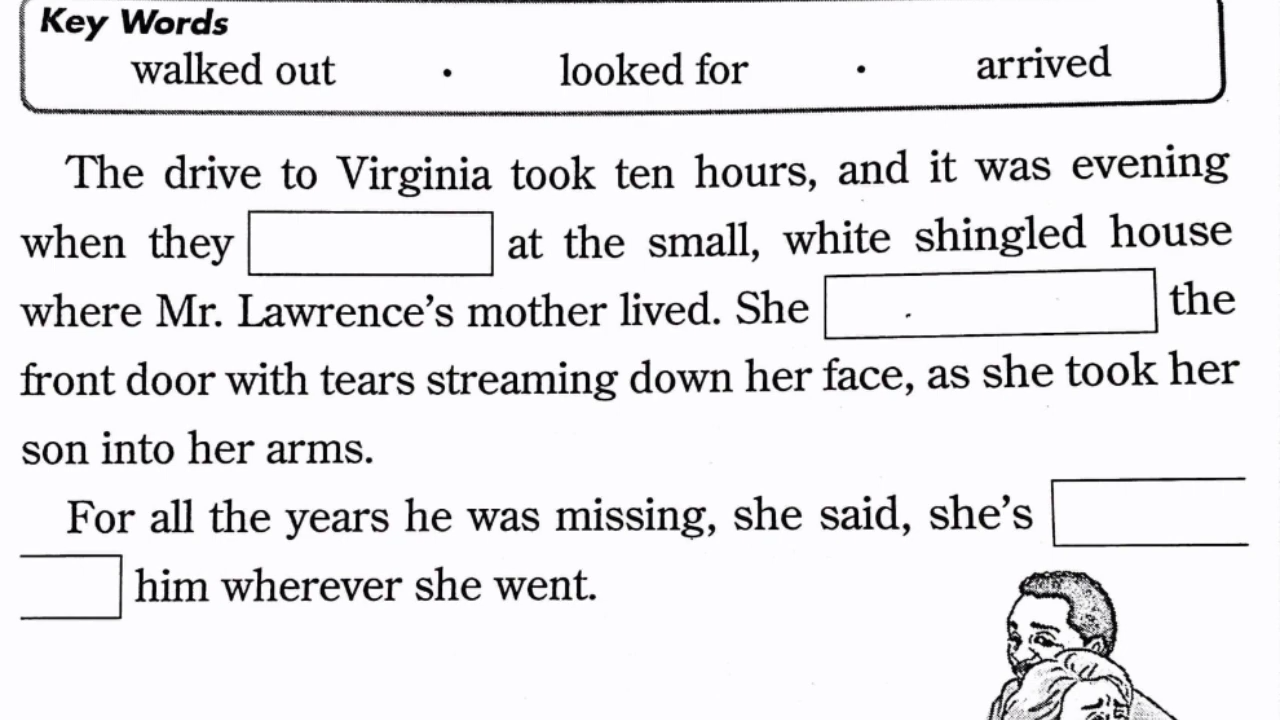 Key Words
walked out · looked for · arrived
The drive to Virginia took ten hours, and it was evening
when they at the small, white shingled house
where Mr. Lawrence's mother lived. She the
front door with tears streaming down her face, as she took her
son into her arms.
For all the years he was missing, she said, she's
him wherever she went.